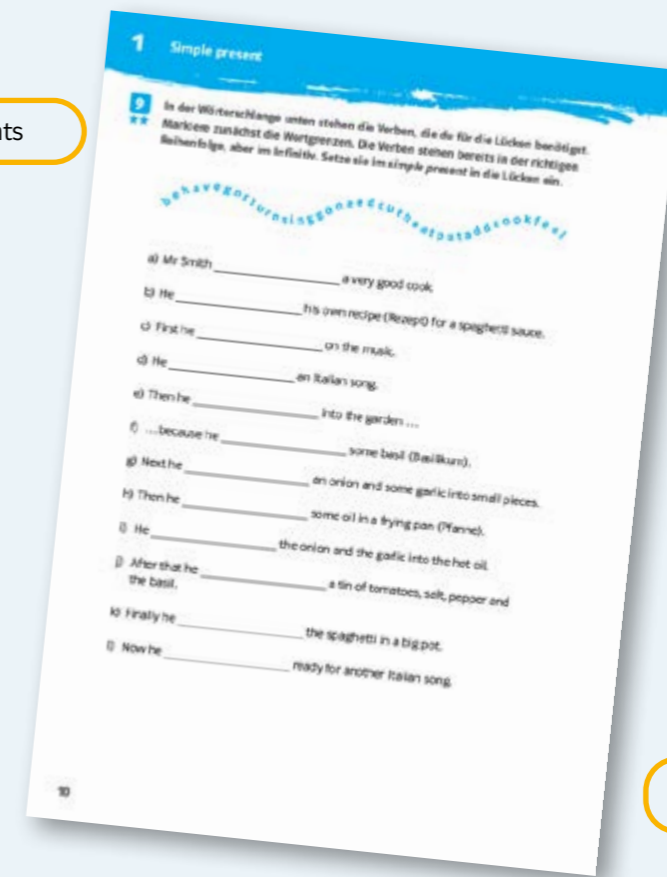 1 Simple present
nts
9 In der Wörterschlange unten stehen die Verben, die du für die Lücken benötigst.
Markiere zunächst die Wortgrenzen. Die Verben stehen bereits in der richtigen
Reihenfolge, aber im Infinitiv. Setze sie im simple present in die Lücken ein.
behavegoturnsinggoneedcutheatputaddcookfeel
a) Mr Smith a very good cook.
b) He his own recipe (Rezept) for a spaghetti sauce.
c) First he on the music.
d) He an Italian song.
e) Then he into the garden ...
f) ...because he some basil (Basilikum).
g) Next he an onion and some garlic into small pieces.
h) Then he some oil in a frying pan (Pfanne).
i) He the onion and the garlic into the hot oil.
j) After that he a tin of tomatoes, salt, pepper and
the basil.
k) Finally he the spaghetti in a big pot.
l) Now he ready for another Italian song.
10